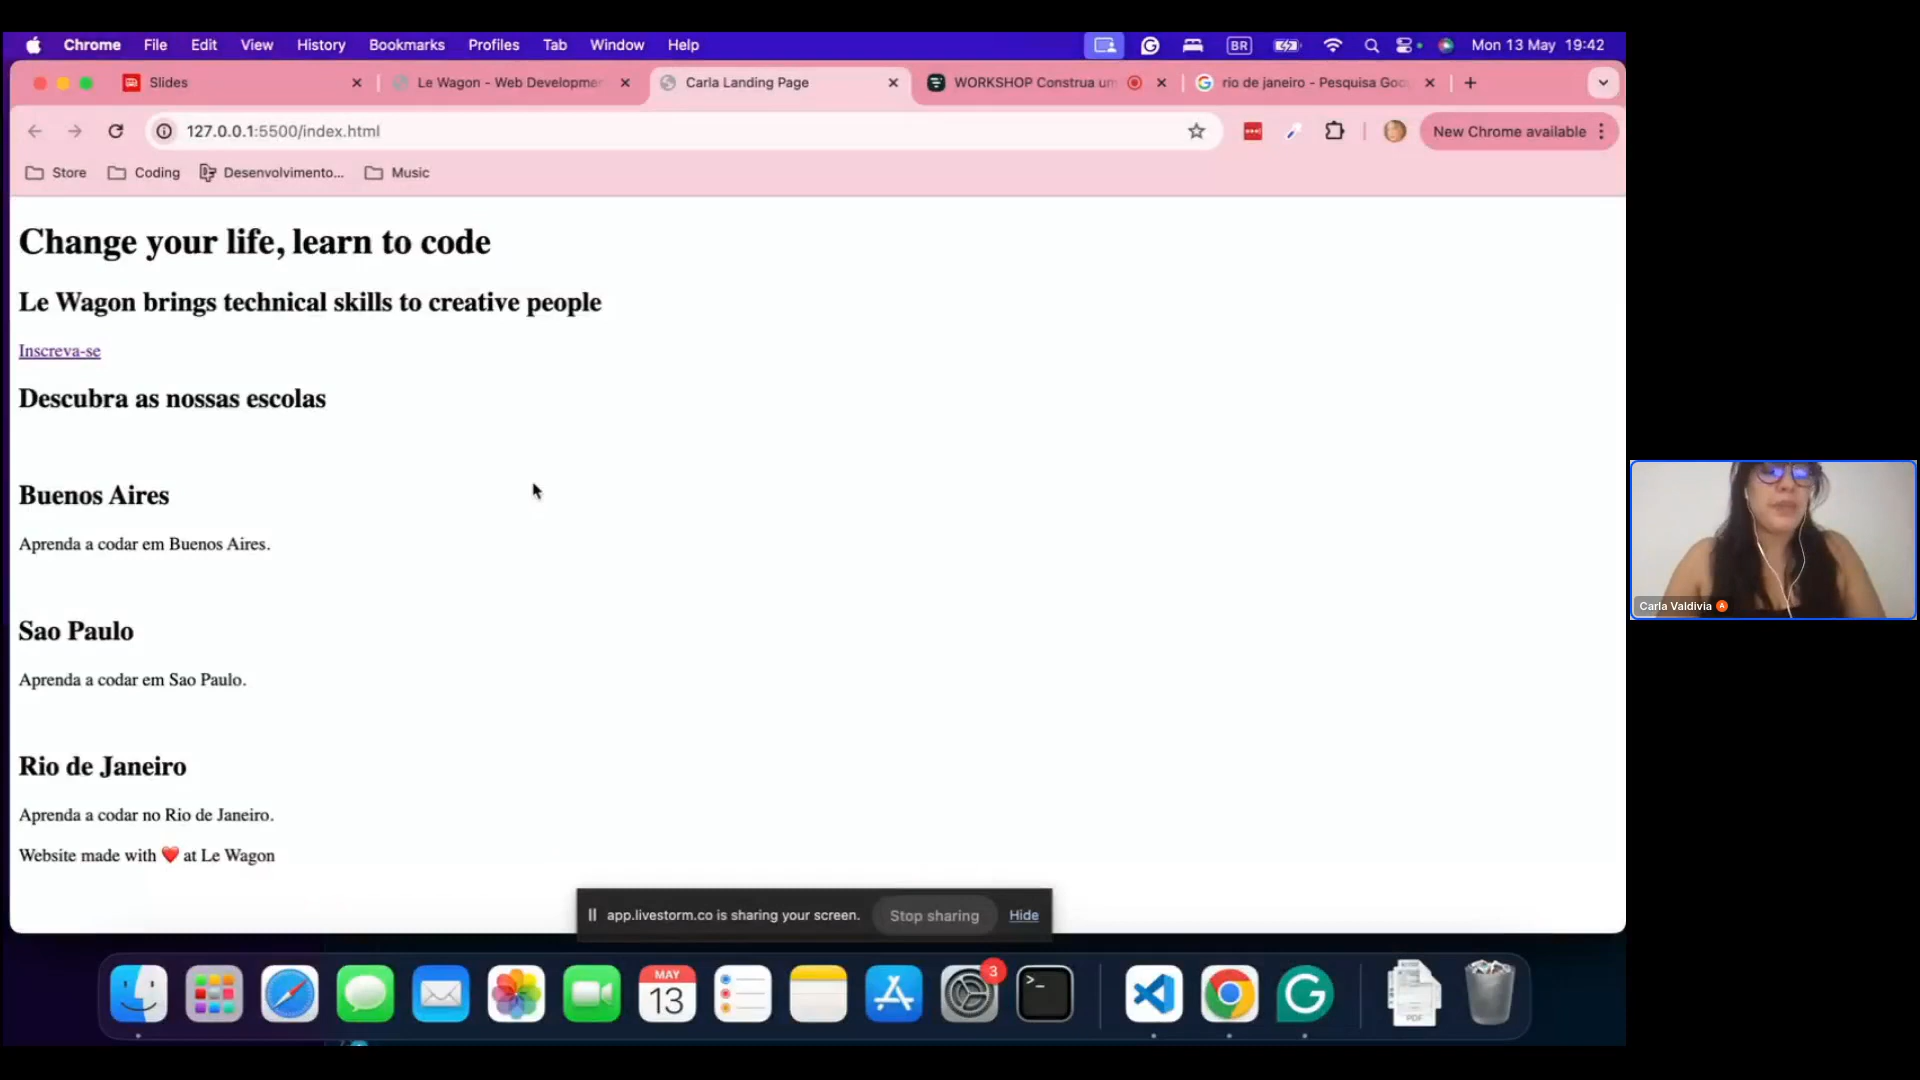 Chrome File Edit View History Bookmarks Profiles Tab Window Help BR Mon 13 May 19:42
Slides Le Wagon - Web Developme Carla Landing Page WORKSHOP Construa um rio de janeiro - Pesquisa Goo
127.0.0.1:5500/index.html New Chrome available
Store Coding Desenvolvimento... Music
Change your life, learn to code
Le Wagon brings technical skills to creative people
Inscreva-se
Descubra as nossas escolas
Buenos Aires
Aprenda a codar em Buenos Aires.
Sao Paulo
Aprenda a codar em Sao Paulo.
Rio de Janeiro
Aprenda a codar no Rio de Janeiro.
Website made with ❤️ at Le Wagon
app.livestorm.co is sharing your screen. Stop sharing Hide
Carla Valdivia
MAY
13
3
PDF